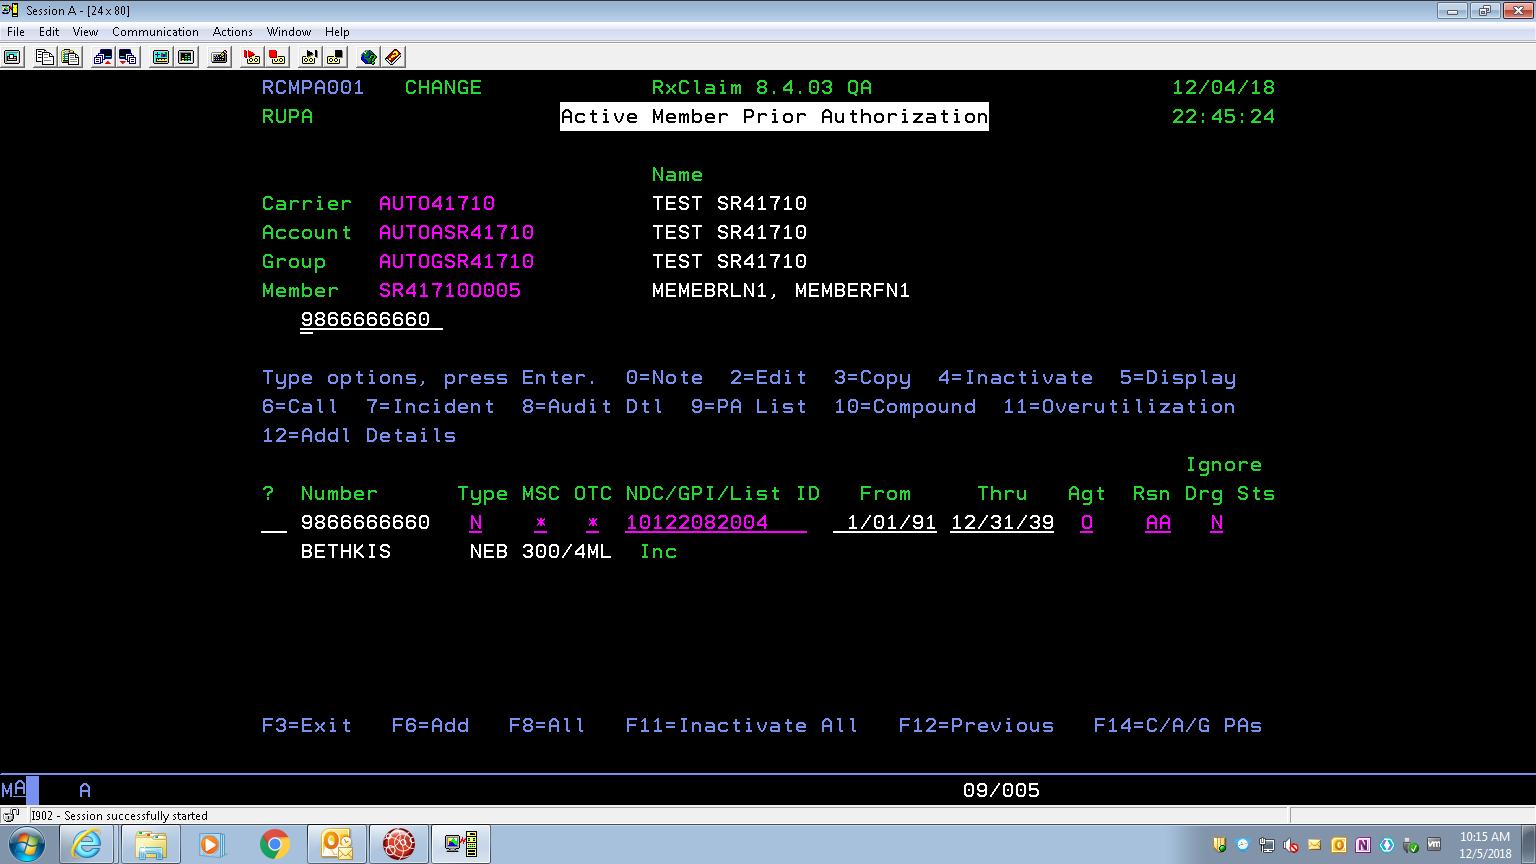 Session A - [24 x 80]
File Edit View Communication Actions Window Help
RCMPA001 CHANGE RxClaim 8.4.03 QA 12/04/18
RUPA Active Member Prior Authorization 22:45:24
Name
Carrier AUTO41710 TEST SR41710
Account AUTOASR41710 TEST SR41710
Group AUTOGSR41710 TEST SR41710
Member SR41710O005 MEMEBRLN1, MEMBERFN1
9866666660
Type options, press Enter. 0=Note 2=Edit 3=Copy 4=Inactivate 5=Display
6=Call 7=Incident 8=Audit Dtl 9=PA List 10=Compound 11=Overutilization
12=Addl Details
Ignore
? Number Type MSC OTC NDC/GPI/List ID From Thru Agt Rsn Drg Sts
9866666660 N * * 10122082004 1/01/91 12/31/39 O AA N
BETHKIS NEB 300/4ML Inc
F3=Exit F6=Add F8=All F11=Inactivate All F12=Previous F14=C/A/G PAs
MA A 09/005
I902 - Session successfully started
10:15 AM
12/5/2018